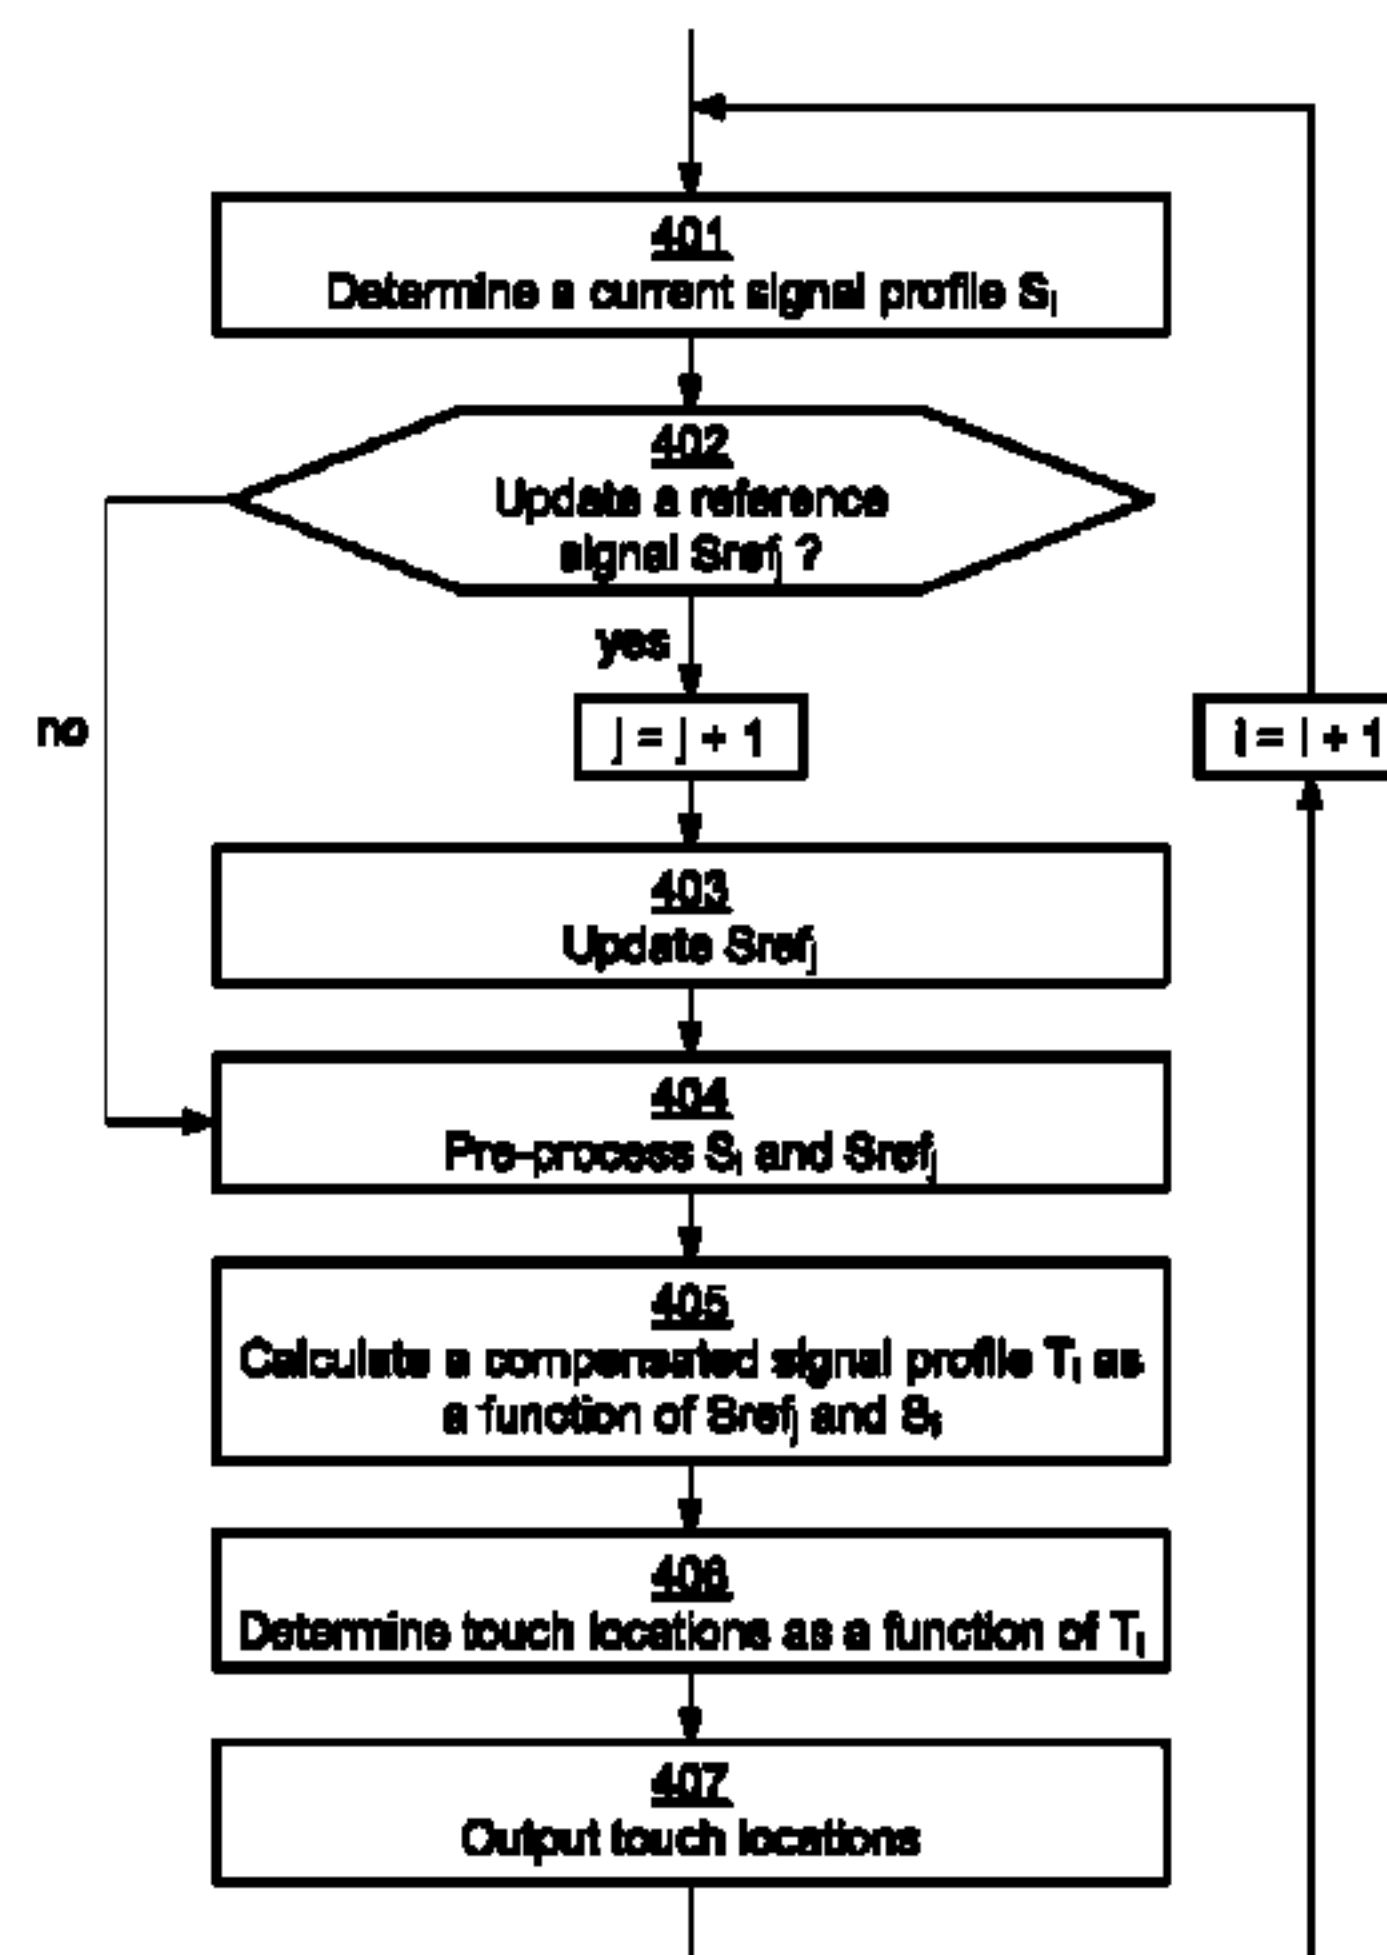 401
Determine a current signal profile Si
402
Update a reference
signal Srefj ?
yes
no
j = j + 1
i = i + 1
403
Update Srefj
404
Pre-process Si and Srefj
405
Calculate a compensated signal profile Ti as
a function of Srefj and Si
406
Determine touch locations as a function of Ti
407
Output touch locations